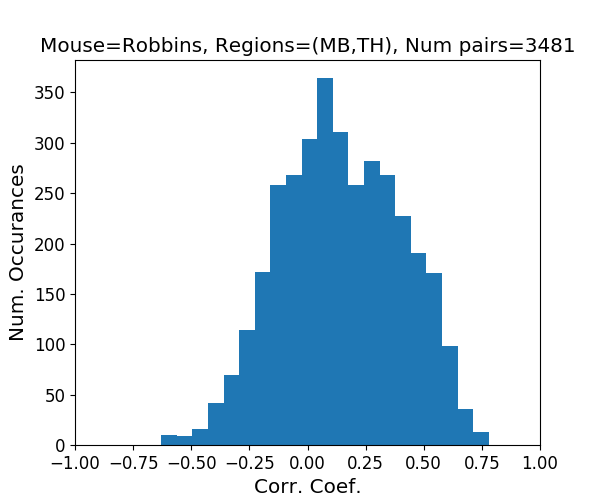 Mouse=Robbins, Regions=(MB,TH), Num pairs=3481
350
300
250
200
150
100
50
0
Num. Occurances
−1.00 −0.75 −0.50 −0.25 0.00 0.25 0.50 0.75 1.00
Corr. Coef.